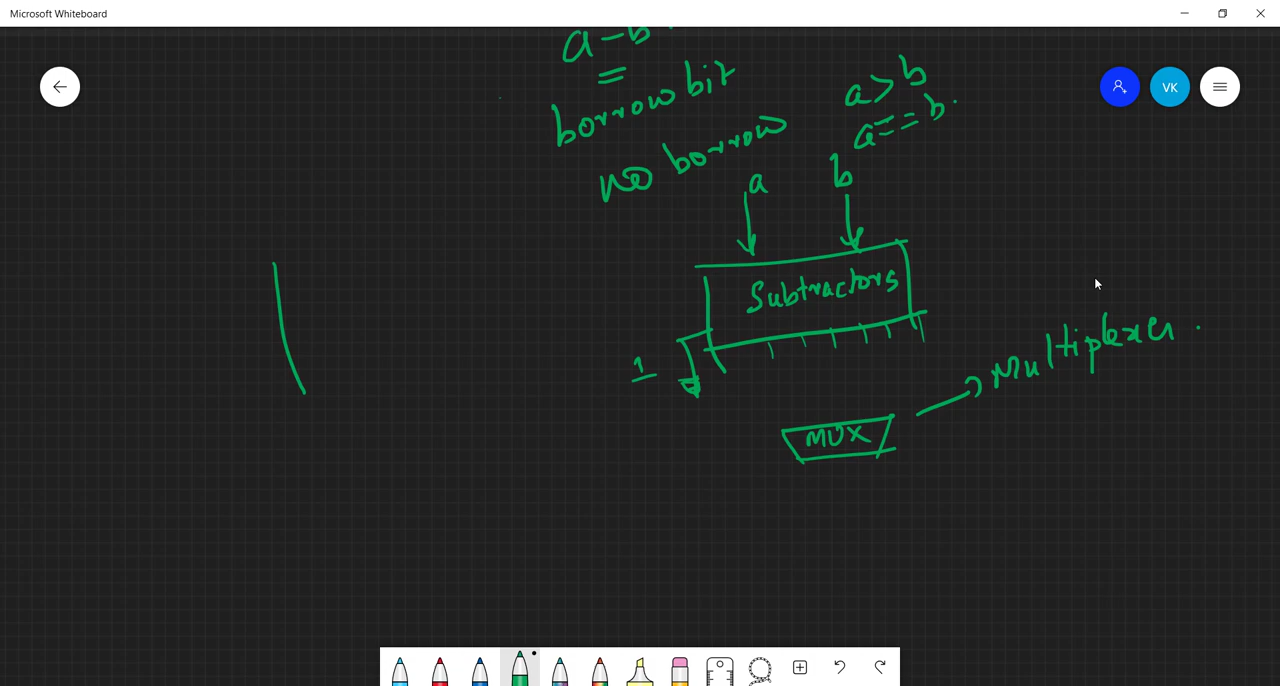 Microsoft Whiteboard
a-b
borrow bit
a>b
a==b.
VK
No borrow
a
b
Subtractors
1
Multiplexer.
MUX